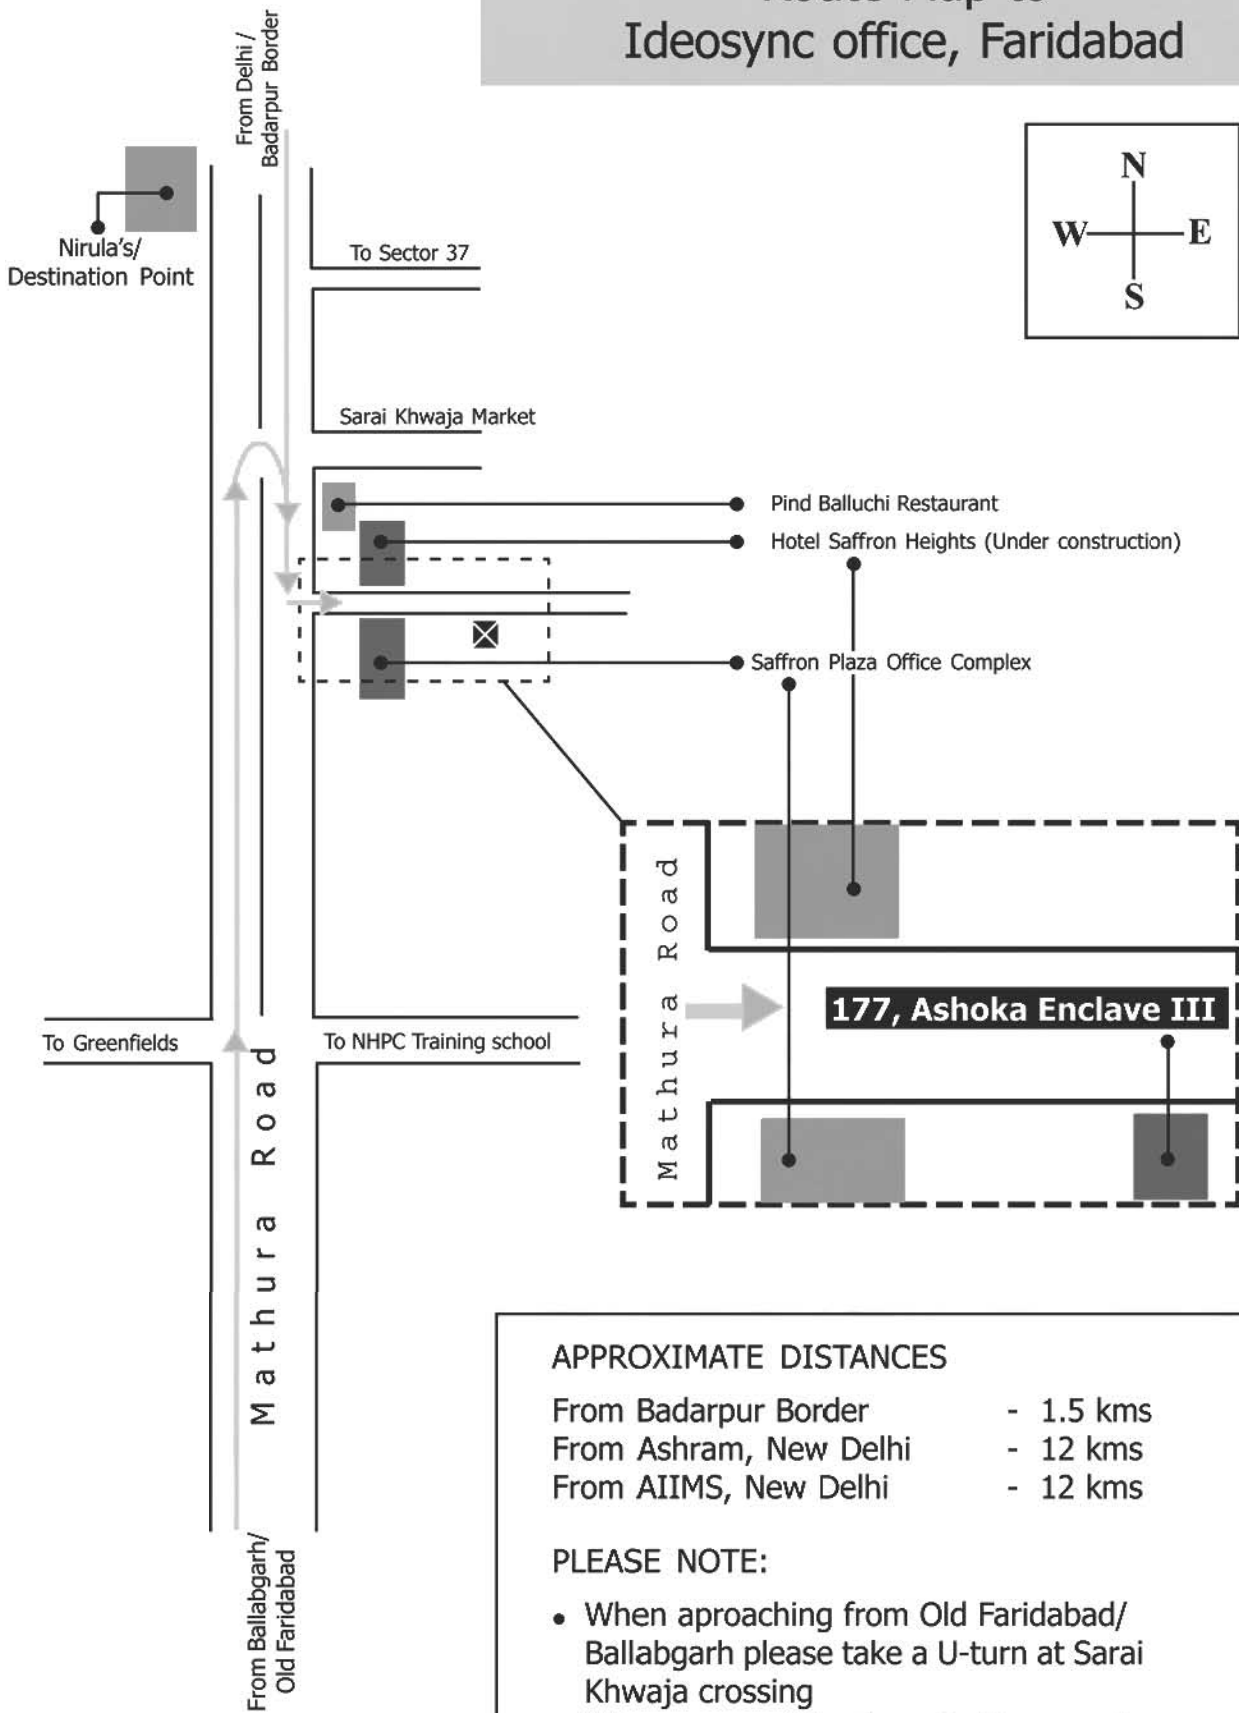 Ideosync office, Faridabad
From Delhi /
Badarpur Border
N
W
E
S
Nirula's/
Destination Point
To Sector 37
Sarai Khwaja Market
Pind Balluchi Restaurant
Hotel Saffron Heights (Under construction)
Saffron Plaza Office Complex
Mathura Road
177, Ashoka Enclave III
To Greenfields
To NHPC Training school
Mathura Road
From Ballabgarh/
Old Faridabad
APPROXIMATE DISTANCES
From Badarpur Border - 1.5 kms
From Ashram, New Delhi - 12 kms
From AIIMS, New Delhi - 12 kms
PLEASE NOTE:
• When aproaching from Old Faridabad/
Ballabgarh please take a U-turn at Sarai
Khwaja crossing